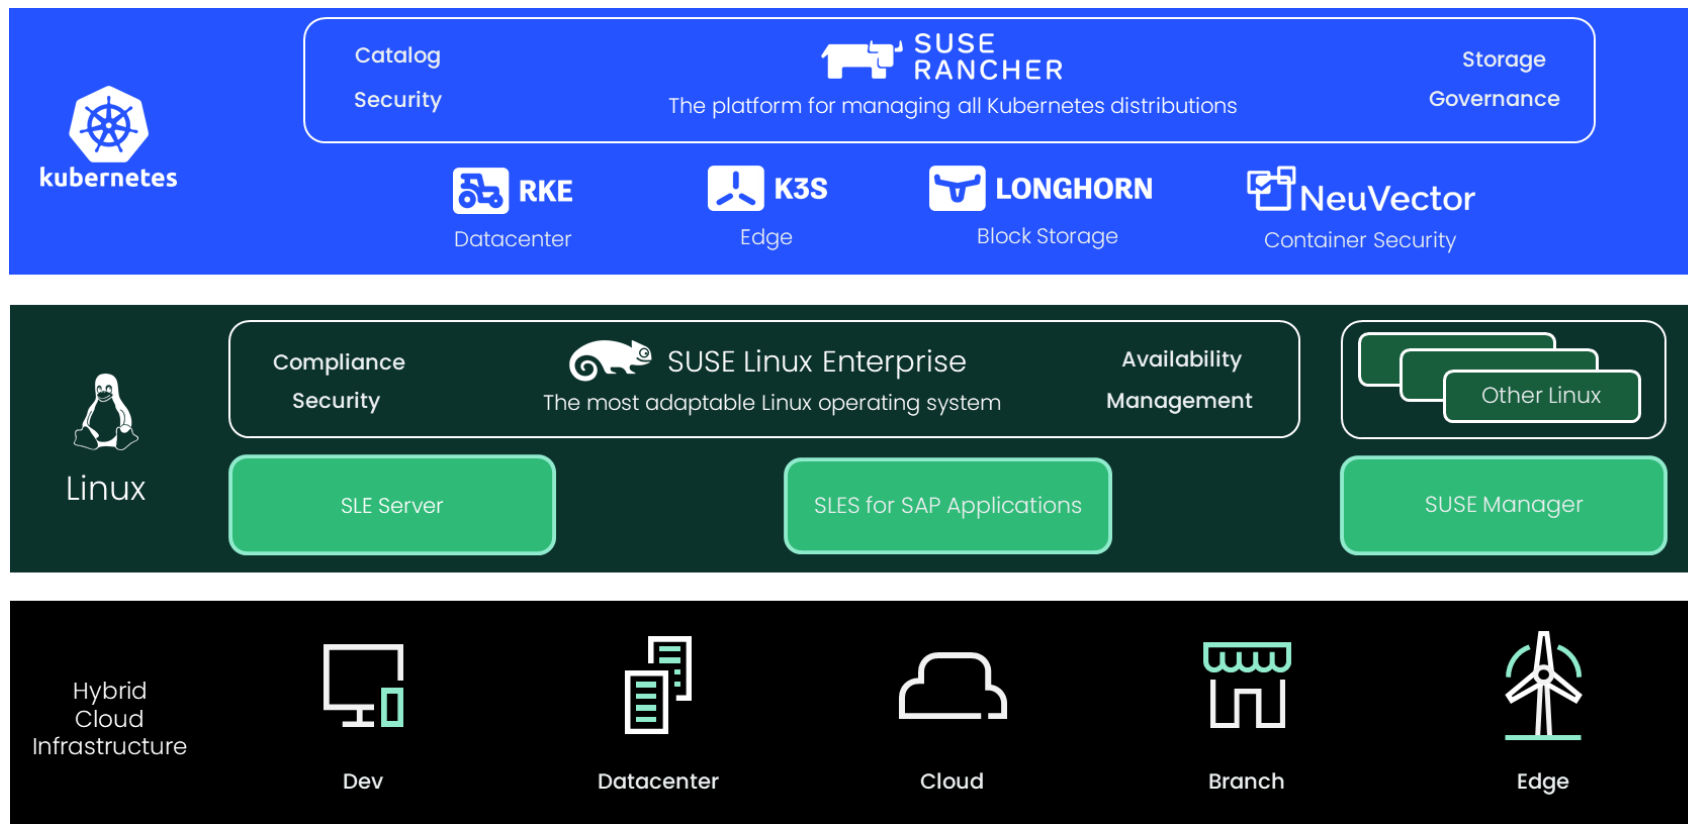 Catalog
Security
SUSE
RANCHER
The platform for managing all Kubernetes distributions
Storage
Governance
kubernetes
RKE
Datacenter
K3S
Edge
LONGHORN
Block Storage
NeuVector
Container Security
Linux
Compliance
Security
SUSE Linux Enterprise
The most adaptable Linux operating system
Availability
Management
Other Linux
SLE Server
SLES for SAP Applications
SUSE Manager
Hybrid
Cloud
Infrastructure
Dev
Datacenter
Cloud
Branch
Edge